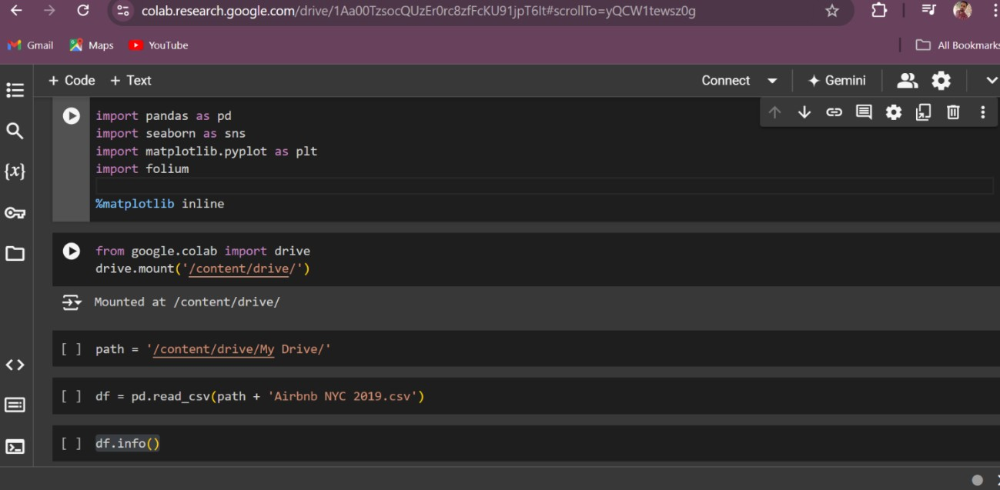 colab.research.google.com/drive/1Aa00TzsocQUzEr0rc8zfFcKU91jpT6lt#scrollTo=yQCW1tewsz0g
Gmail Maps YouTube All Bookmarks
+ Code + Text Connect Gemini
import pandas as pd
import seaborn as sns
import matplotlib.pyplot as plt
import folium
%matplotlib inline
from google.colab import drive
drive.mount('/content/drive/')
Mounted at /content/drive/
[ ] path = '/content/drive/My Drive/'
[ ] df = pd.read_csv(path + 'Airbnb NYC 2019.csv')
[ ] df.info()